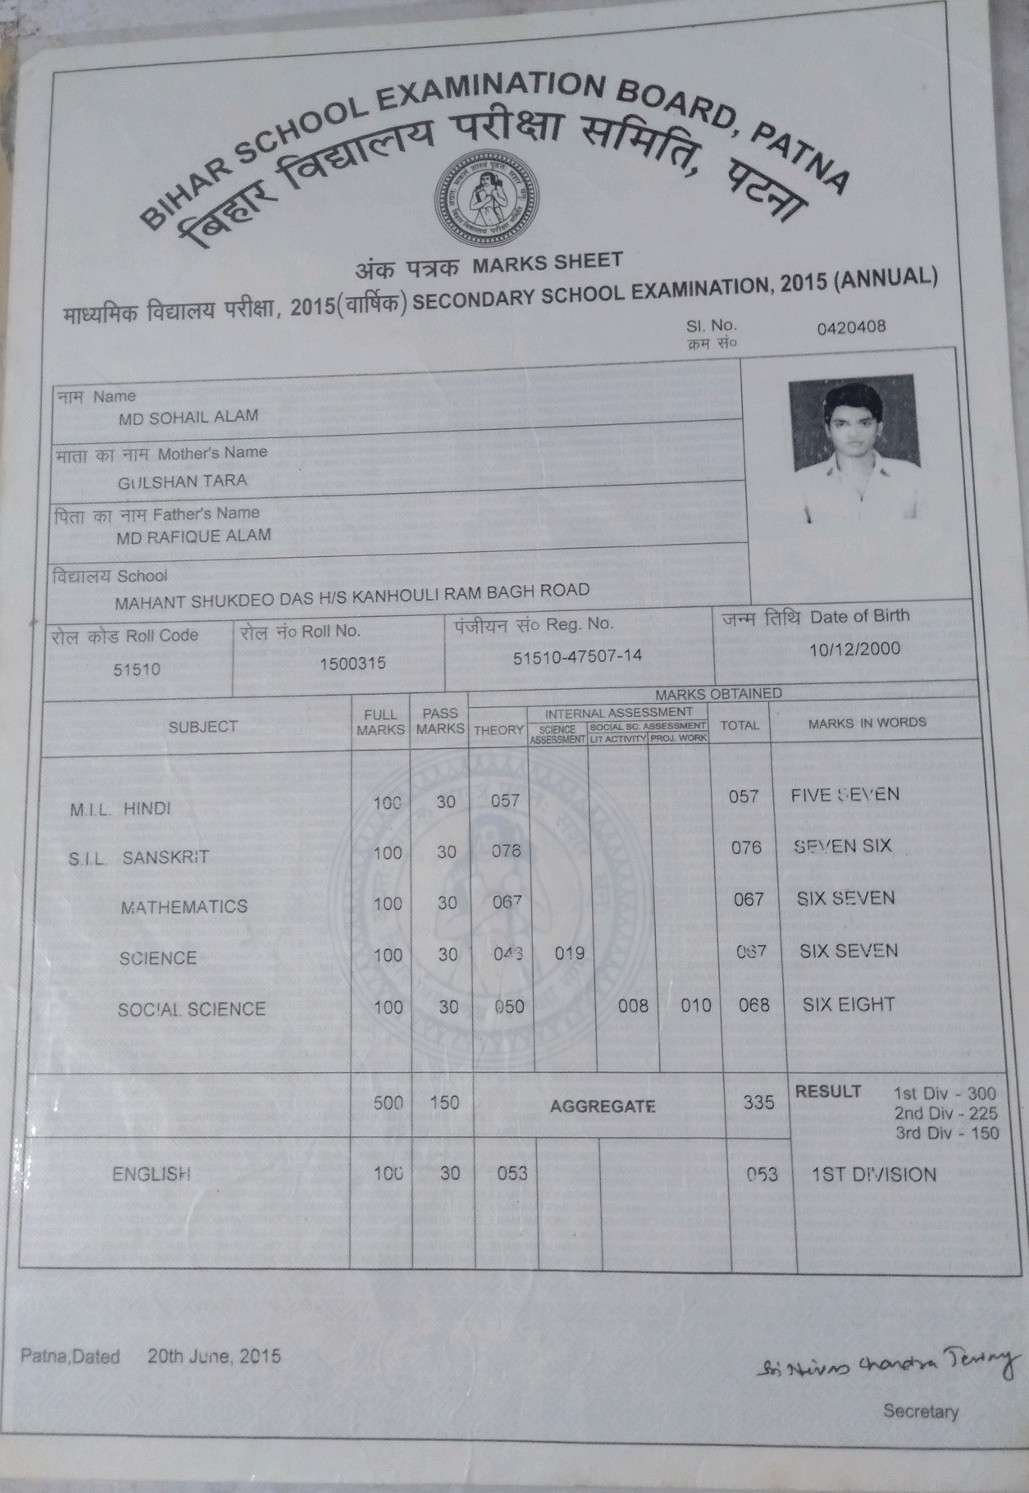 BIHAR SCHOOL EXAMINATION BOARD, PATNA
बिहार विद्यालय परीक्षा समिति, पटना
अंक पत्रक MARKS SHEET
माध्यमिक विद्यालय परीक्षा, 2015(वार्षिक) SECONDARY SCHOOL EXAMINATION, 2015 (ANNUAL)
Sl. No. 0420408
क्रम सं०
नाम Name
MD SOHAIL ALAM
माता का नाम Mother's Name
GULSHAN TARA
पिता का नाम Father's Name
MD RAFIQUE ALAM
विद्यालय School
MAHANT SHUKDEO DAS H/S KANHOULI RAM BAGH ROAD
रोल कोड Roll Code रोल नं० Roll No. पंजीयन सं० Reg. No. जन्म तिथि Date of Birth
51510 1500315 51510-47507-14 10/12/2000
MARKS OBTAINED
SUBJECT FULL MARKS PASS MARKS THEORY INTERNAL ASSESSMENT TOTAL MARKS IN WORDS
SCIENCE ASSESSMENT SOCIAL SC. ASSESSMENT
LIT ACTIVITY PROJ. WORK
M.I.L. HINDI 100 30 057 057 FIVE SEVEN
S.I.L SANSKRIT 100 30 076 076 SEVEN SIX
MATHEMATICS 100 30 067 067 SIX SEVEN
SCIENCE 100 30 048 019 067 SIX SEVEN
SOCIAL SCIENCE 100 30 050 008 010 068 SIX EIGHT
500 150 AGGREGATE 335 RESULT 1st Div - 300
2nd Div - 225
3rd Div - 150
ENGLISH 100 30 053 053 1ST DIVISION
Patna,Dated 20th June, 2015
Secretary